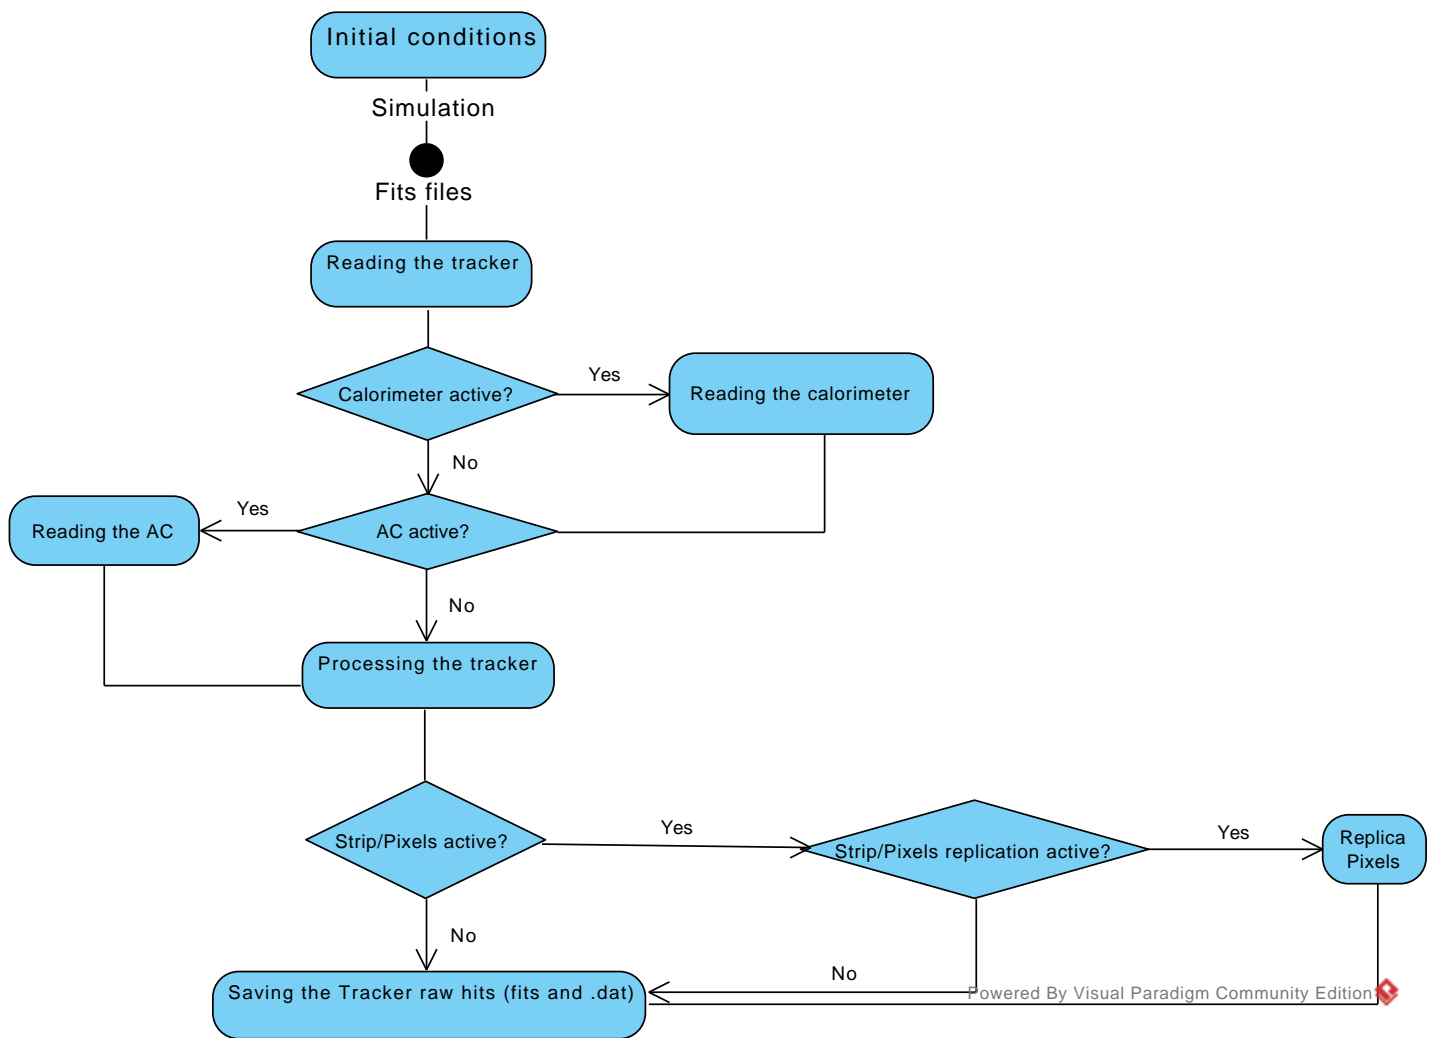 Initial conditions
Simulation
Fits files
Reading the tracker
Calorimeter active?
Yes
Reading the calorimeter
No
Reading the AC
Yes
AC active?
No
Processing the tracker
Strip/Pixels active?
Yes
Strip/Pixels replication active?
Yes
Replica
Pixels
No
No
Saving the Tracker raw hits (fits and .dat)
Powered By Visual Paradigm Community Edition